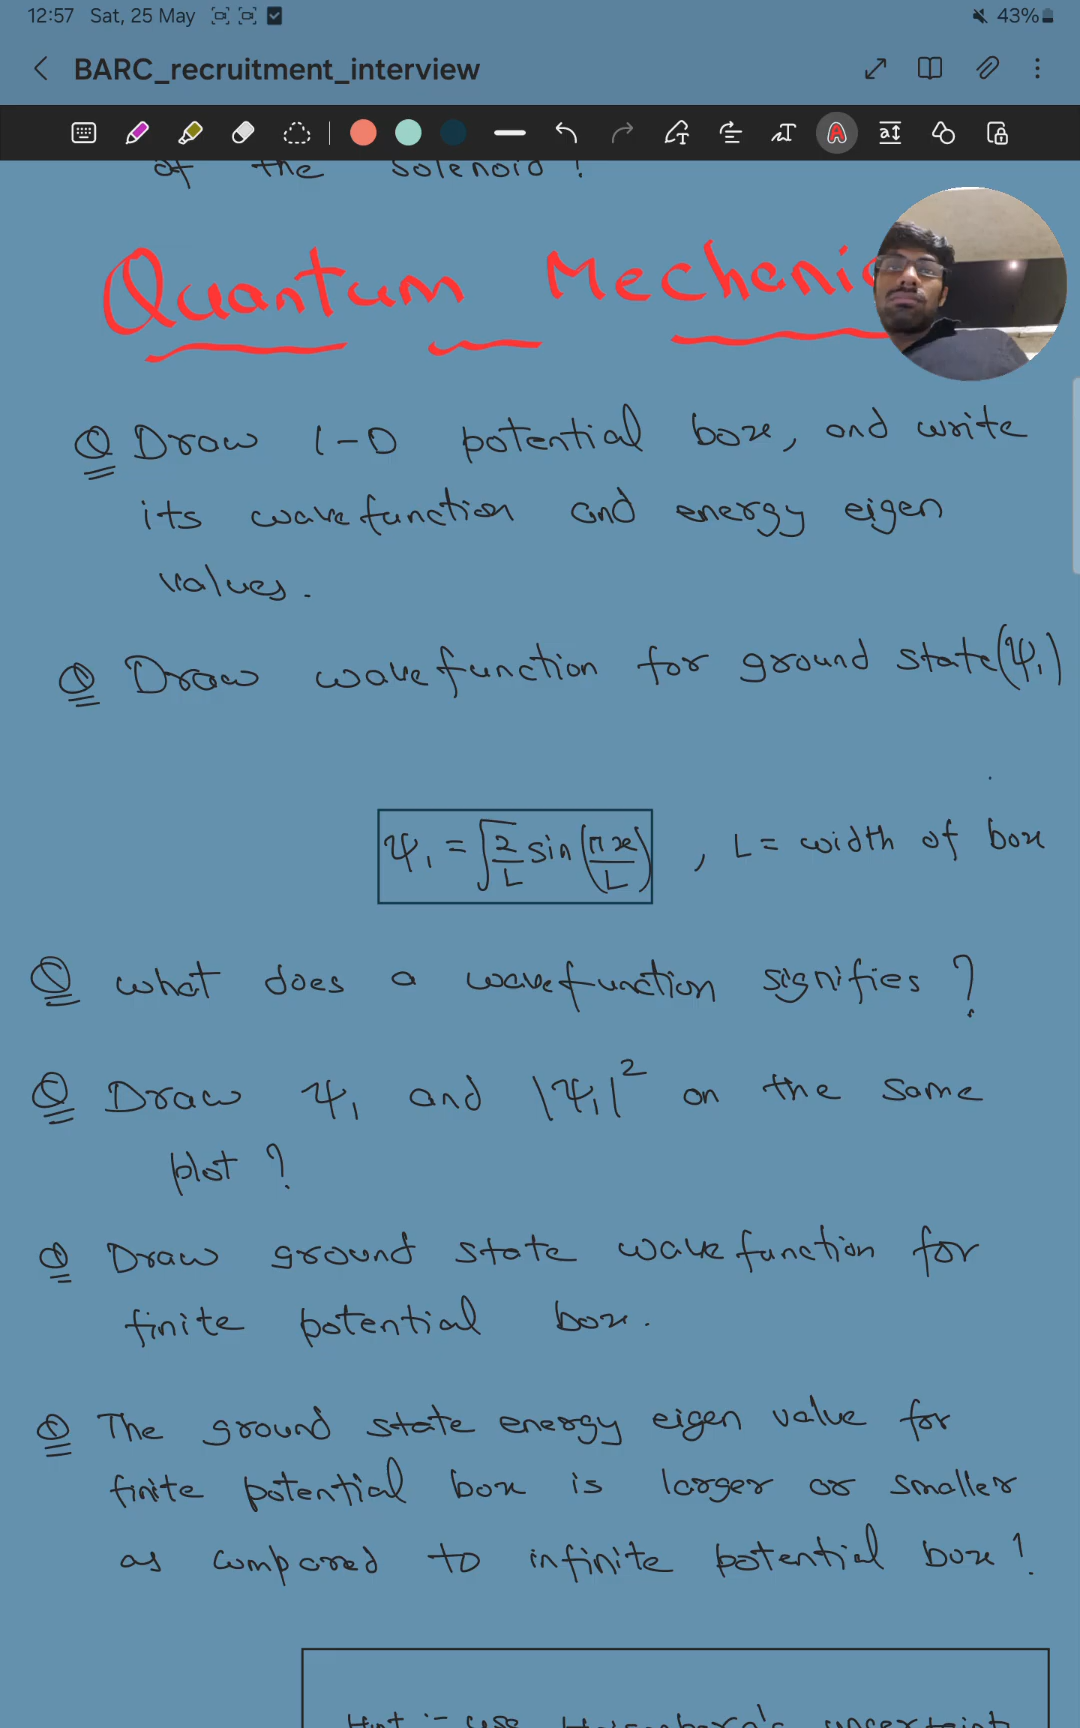 12:57 Sat, 25 May 43%
BARC_recruitment_interview
of the solenoid ?
Quantum Mechanic
Q Draw 1-D potential box, and write
its wavefunction and energy eigen
values.
Q Draw wavefunction for ground state (Ψ₁)
Ψ₁ = √(2/L) sin(πx/L) , L = width of box
Q what does a wavefunction signifies ?
Q Draw Ψ₁ and |Ψ₁|² on the same
plot ?
Q Draw ground state wavefunction for
finite potential box.
Q The ground state energy eigen value for
finite potential box is larger or smaller
as compared to infinite potential box ?
Hint :- use Heisenberg's uncertaint